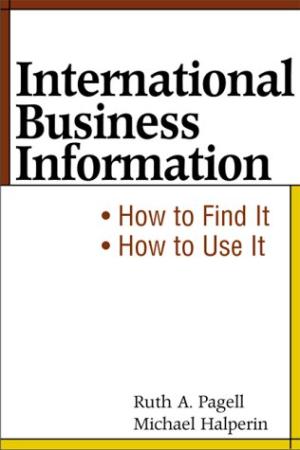 International
Business
Information
• How to Find It
• How to Use It
Ruth A. Pagell
Michael Halperin